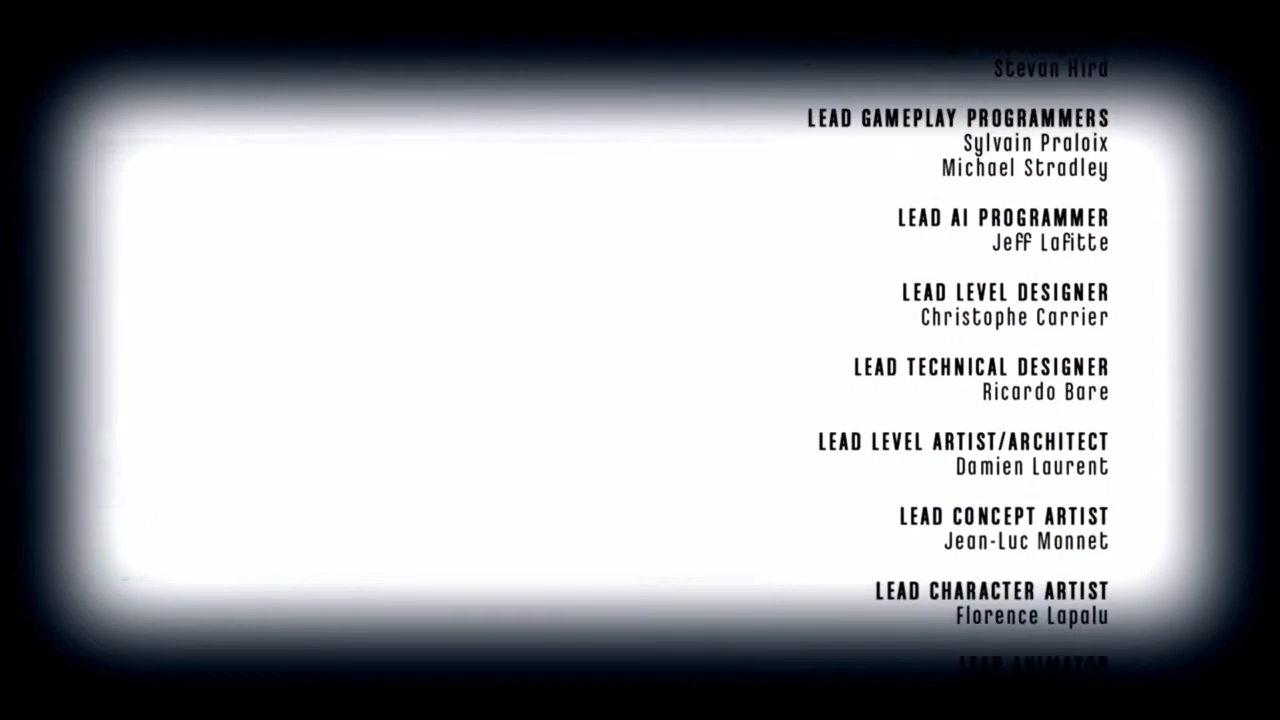 Stevan Hird
LEAD GAMEPLAY PROGRAMMERS
Sylvain Praloix
Michael Stradley
LEAD AI PROGRAMMER
Jeff Lafitte
LEAD LEVEL DESIGNER
Christophe Carrier
LEAD TECHNICAL DESIGNER
Ricardo Bare
LEAD LEVEL ARTIST/ARCHITECT
Damien Laurent
LEAD CONCEPT ARTIST
Jean-Luc Monnet
LEAD CHARACTER ARTIST
Florence Lapalu
LEAD ANIMATOR